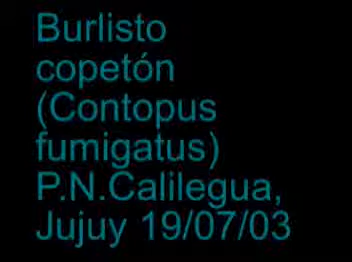 Burlisto
copetón
(Contopus
fumigatus)
P.N.Calilegua,
Jujuy 19/07/03